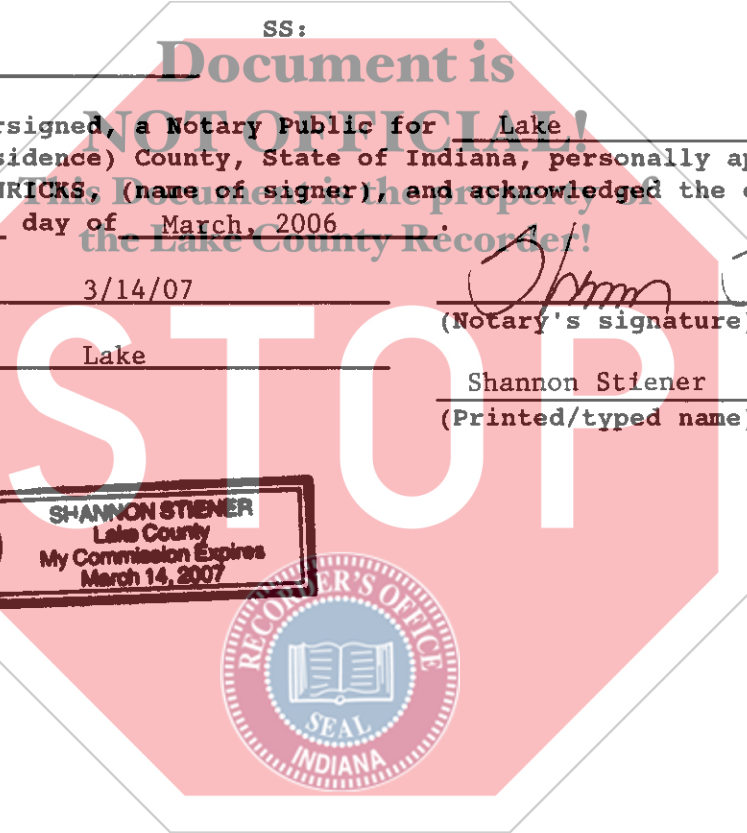 SS:
Document is
NOT OFFICIAL!
This Document is the property of
the Lake County Recorder!
rsigned, a Notary Public for Lake
sidence) County, State of Indiana, personally ap
RICKS, (name of signer), and acknowledged the
day of March, 2006.
3/14/07
(Notary's signature)
Lake
Shannon Stiener
(Printed/typed name)
STOP
SHANNON STIENER
Lake County
My Commission Expires
March 14, 2007
RECORDER'S OFFICE
SEAL
INDIANA